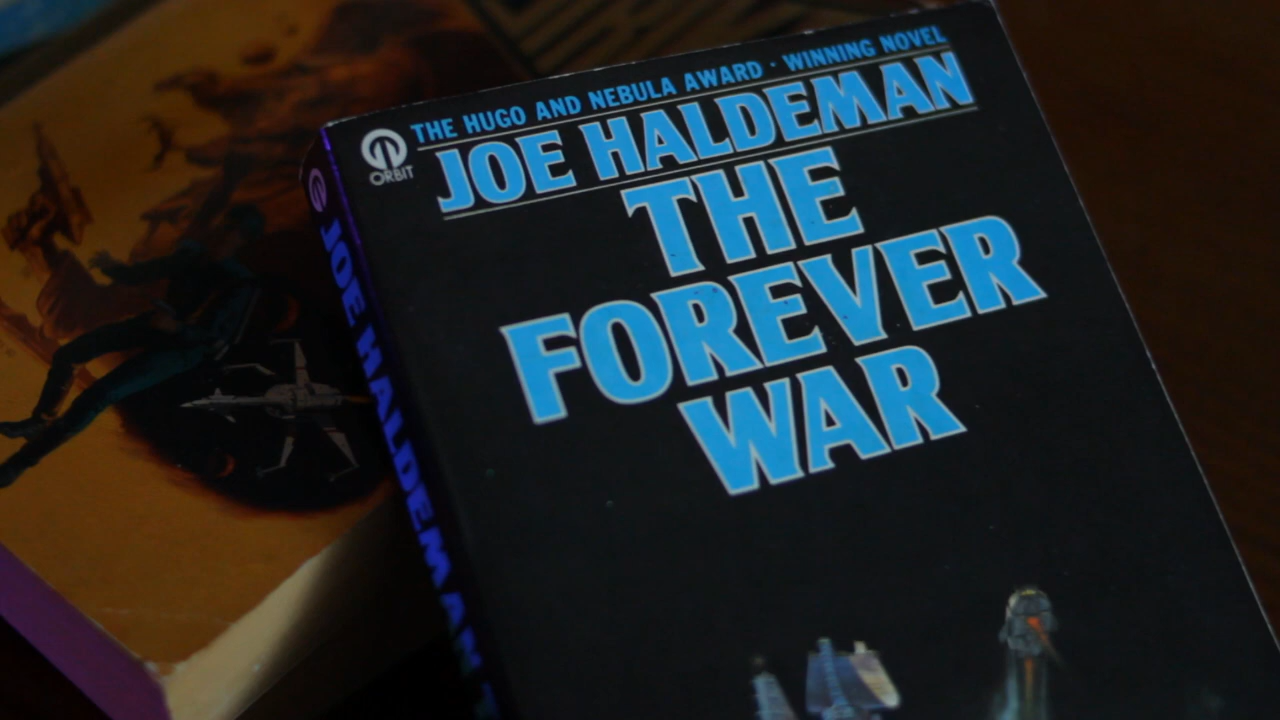 THE HUGO AND NEBULA AWARD · WINNING NOVEL
JOE HALDEMAN
THE
FOREVER
WAR
ORBIT
JOE HALDEMAN